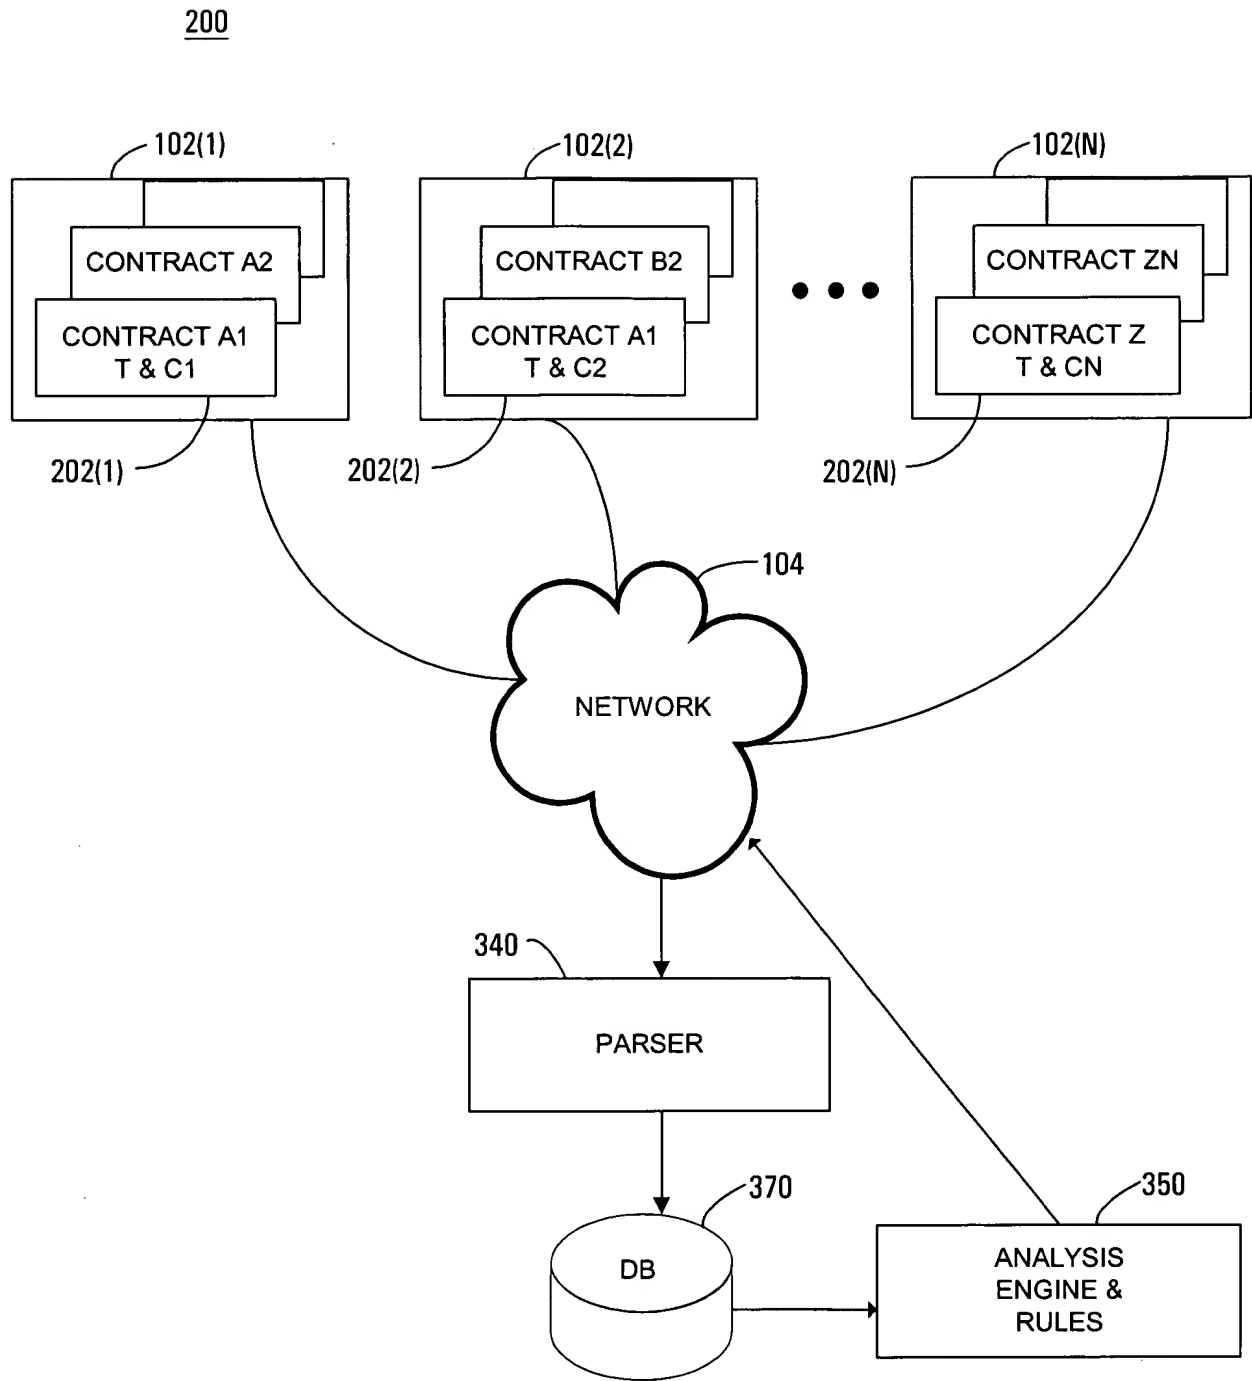 200
102(1)
102(2)
102(N)
CONTRACT A2
CONTRACT B2
CONTRACT ZN
CONTRACT A1
T & C1
CONTRACT A1
T & C2
CONTRACT Z
T & CN
202(1)
202(2)
202(N)
104
NETWORK
340
PARSER
370
350
DB
ANALYSIS
ENGINE &
RULES